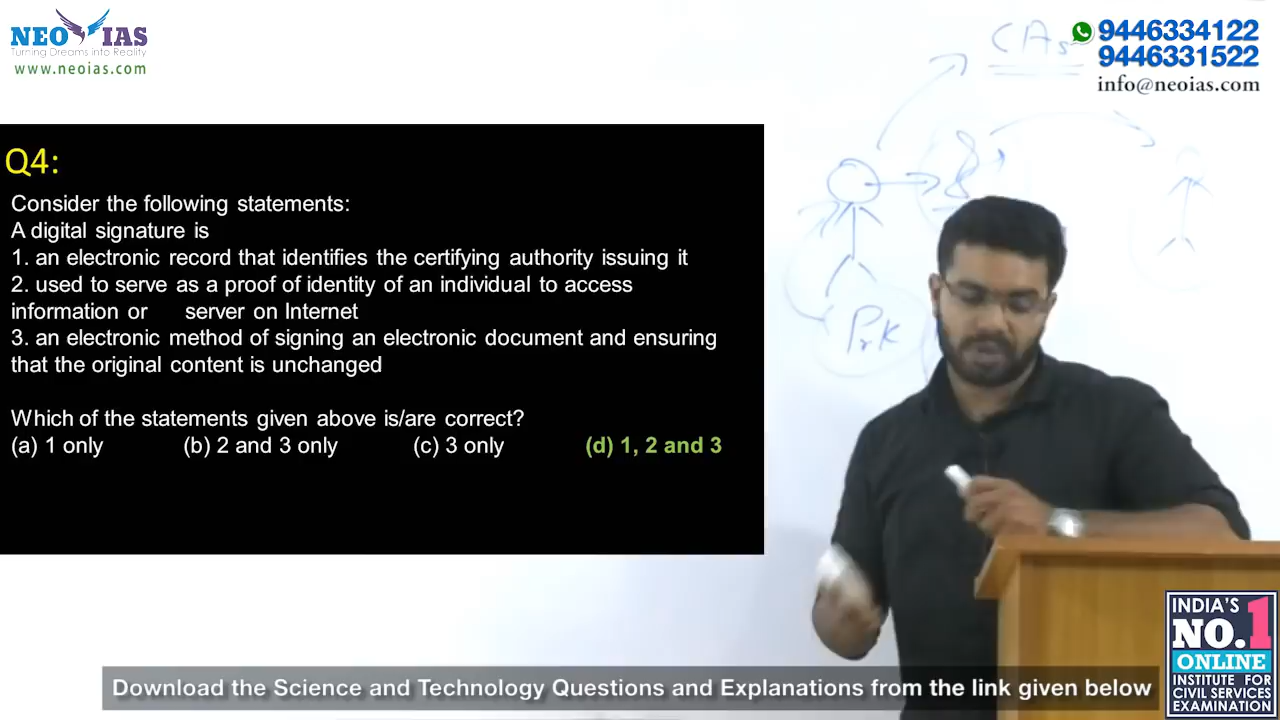 NEO IAS
Turning Dreams into Reality
www.neoias.com
CAs
9446334122
9446331522
info@neoias.com
Q4:
Consider the following statements:
A digital signature is
1. an electronic record that identifies the certifying authority issuing it
2. used to serve as a proof of identity of an individual to access
information or server on Internet
3. an electronic method of signing an electronic document and ensuring
that the original content is unchanged
PrK
Which of the statements given above is/are correct?
(a) 1 only (b) 2 and 3 only (c) 3 only (d) 1, 2 and 3
INDIA'S
NO.1
ONLINE
INSTITUTE FOR
CIVIL SERVICES
EXAMINATION
Download the Science and Technology Questions and Explanations from the link given below